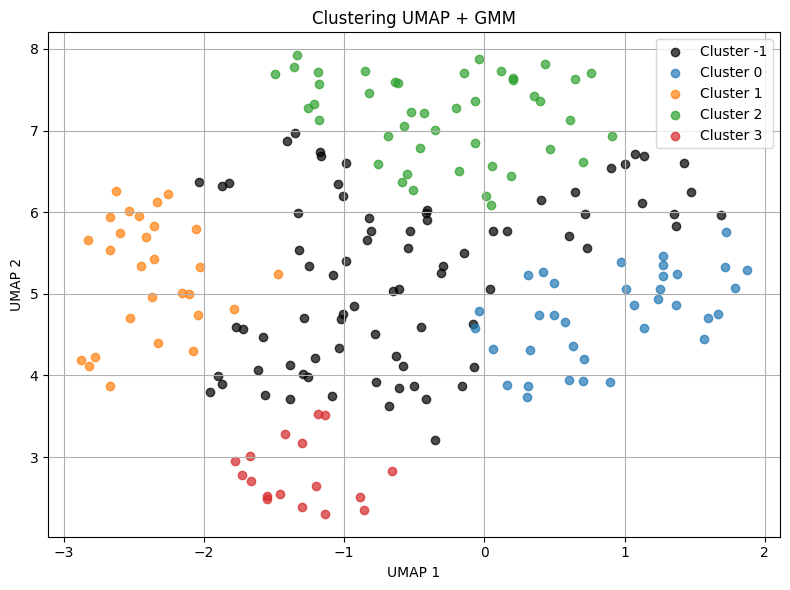 Clustering UMAP + GMM
8
7
6
5
4
3
UMAP 2
Cluster -1
Cluster 0
Cluster 1
Cluster 2
Cluster 3
−3
−2
−1
0
1
2
UMAP 1